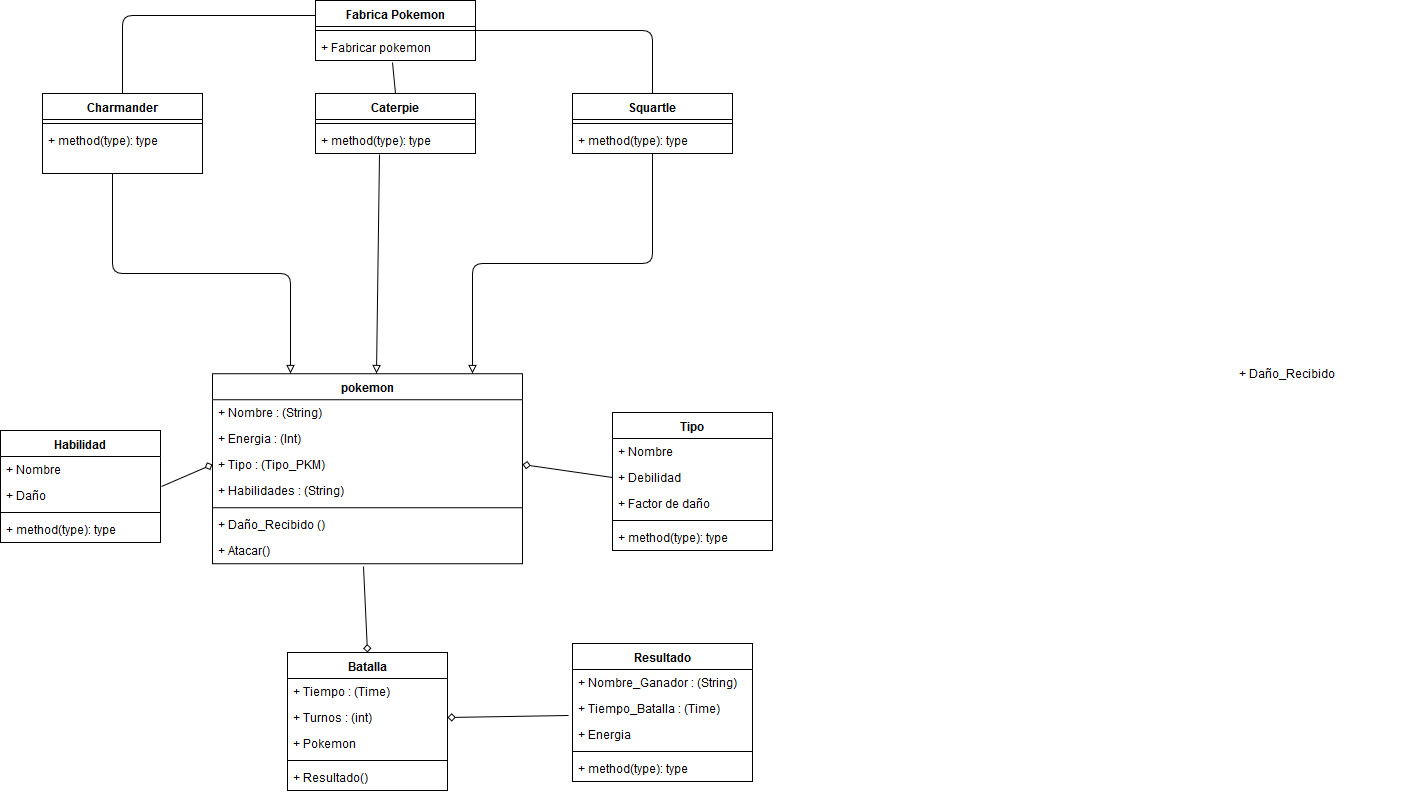 Fabrica Pokemon
+ Fabricar pokemon
Charmander
+ method(type): type
Caterpie
+ method(type): type
Squartle
+ method(type): type
pokemon
+ Nombre : (String)
+ Energia : (Int)
+ Tipo : (Tipo_PKM)
+ Habilidades : (String)
+ Daño_Recibido ()
+ Atacar()
+ Daño_Recibido
Habilidad
+ Nombre
+ Daño
+ method(type): type
Tipo
+ Nombre
+ Debilidad
+ Factor de daño
+ method(type): type
Batalla
+ Tiempo : (Time)
+ Turnos : (int)
+ Pokemon
+ Resultado()
Resultado
+ Nombre_Ganador : (String)
+ Tiempo_Batalla : (Time)
+ Energia
+ method(type): type